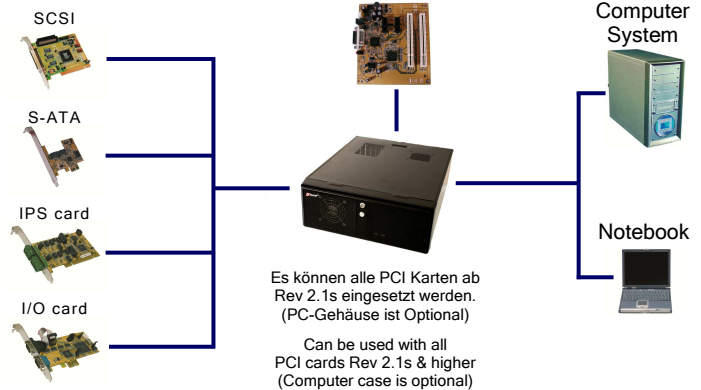 SCSI
S-ATA
IPS card
I/O card
Computer
System
Notebook
Es können alle PCI Karten ab
Rev 2.1s eingesetzt werden.
(PC-Gehäuse ist Optional)
Can be used with all
PCI cards Rev 2.1s & higher
(Computer case is optional)